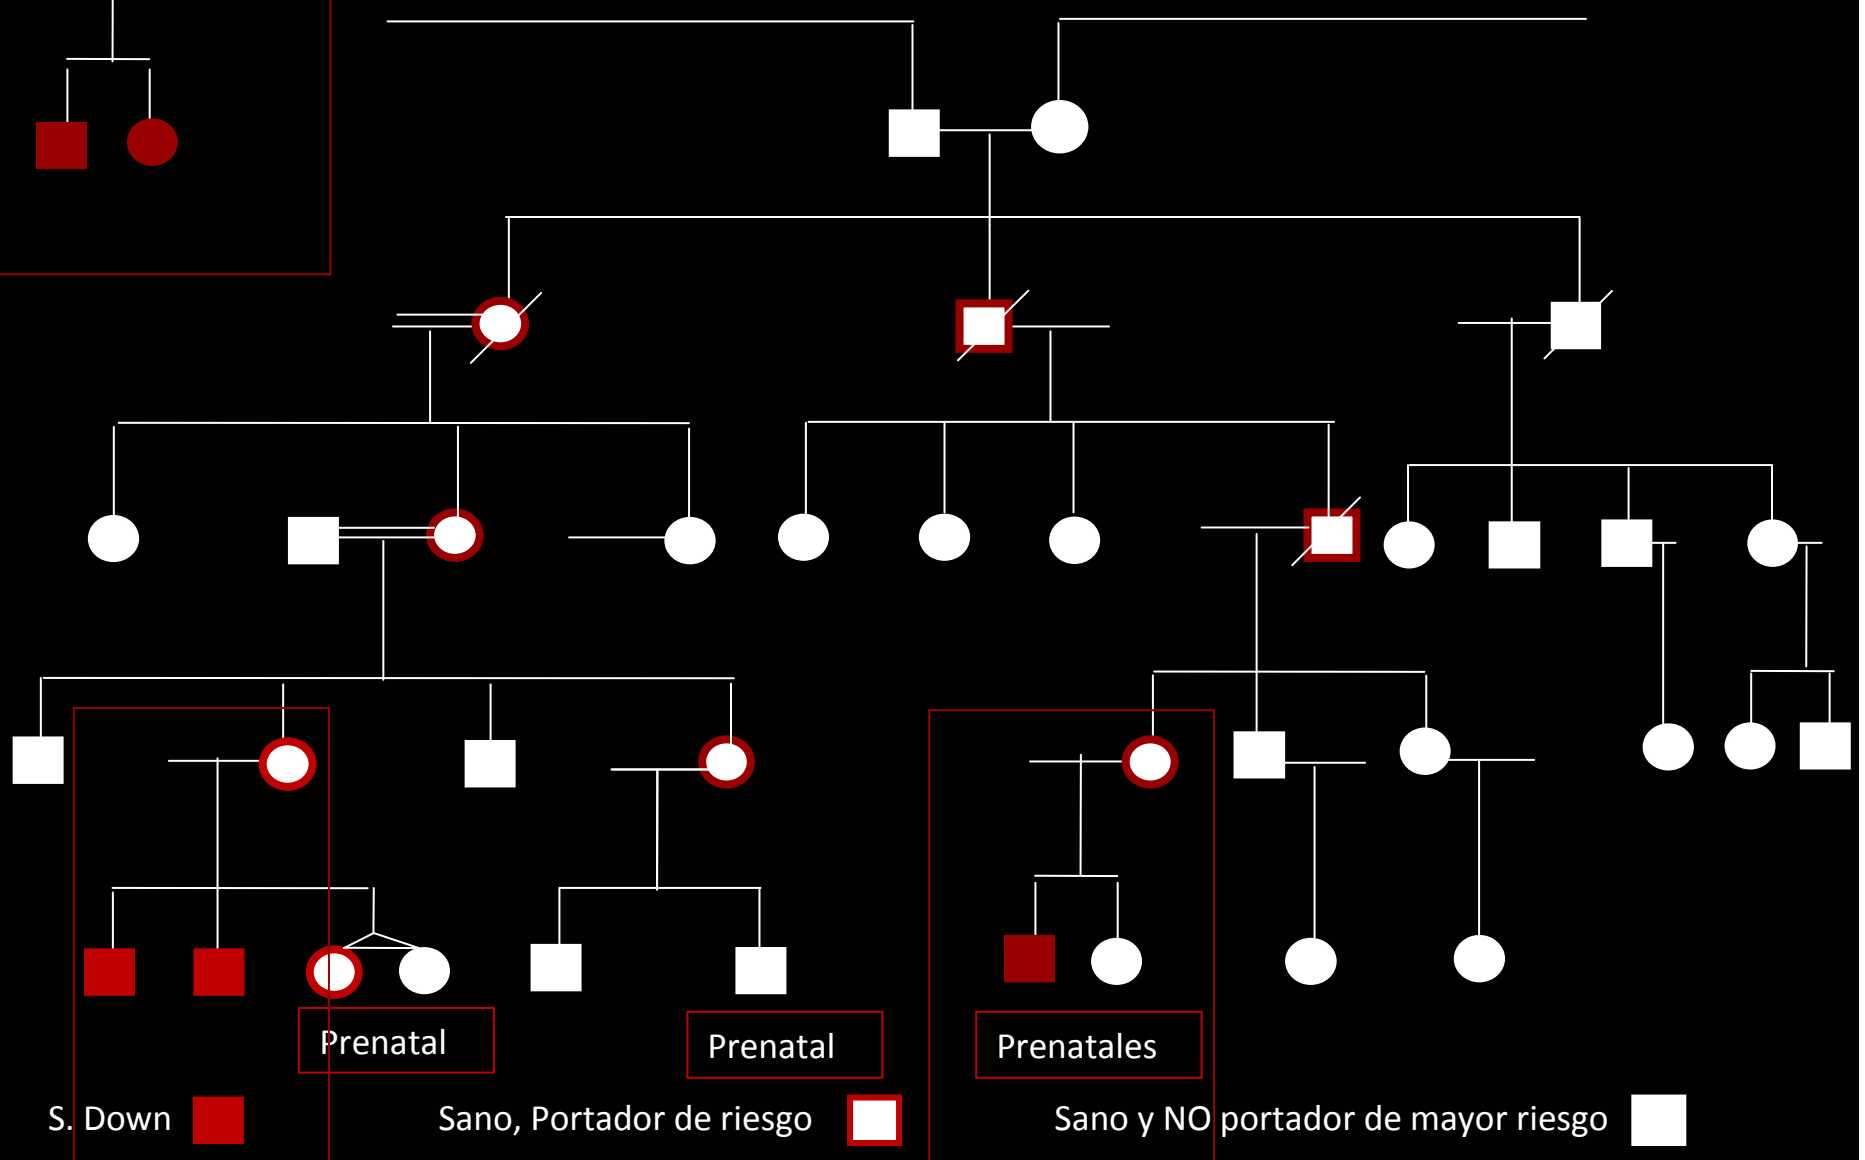 Prenatal
Prenatal
Prenatales
S. Down
Sano, Portador de riesgo
Sano y NO portador de mayor riesgo